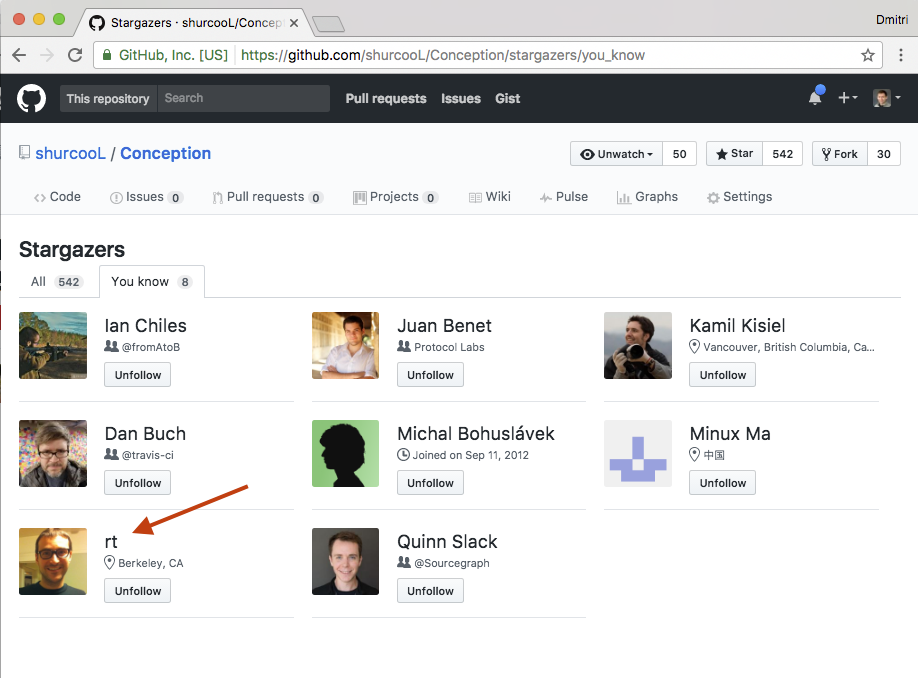 Stargazers · shurcooL/Concep
Dmitri
GitHub, Inc. [US] https://github.com/shurcooL/Conception/stargazers/you_know
This repository Search Pull requests Issues Gist
shurcooL / Conception
Unwatch 50 Star 542 Fork 30
Code Issues 0 Pull requests 0 Projects 0 Wiki Pulse Graphs Settings
Stargazers
All 542 You know 8
Ian Chiles
@fromAtoB
Unfollow
Juan Benet
Protocol Labs
Unfollow
Kamil Kisiel
Vancouver, British Columbia, Ca...
Unfollow
Dan Buch
@travis-ci
Unfollow
Michal Bohuslávek
Joined on Sep 11, 2012
Unfollow
Minux Ma
中国
Unfollow
rt
Berkeley, CA
Unfollow
Quinn Slack
@Sourcegraph
Unfollow